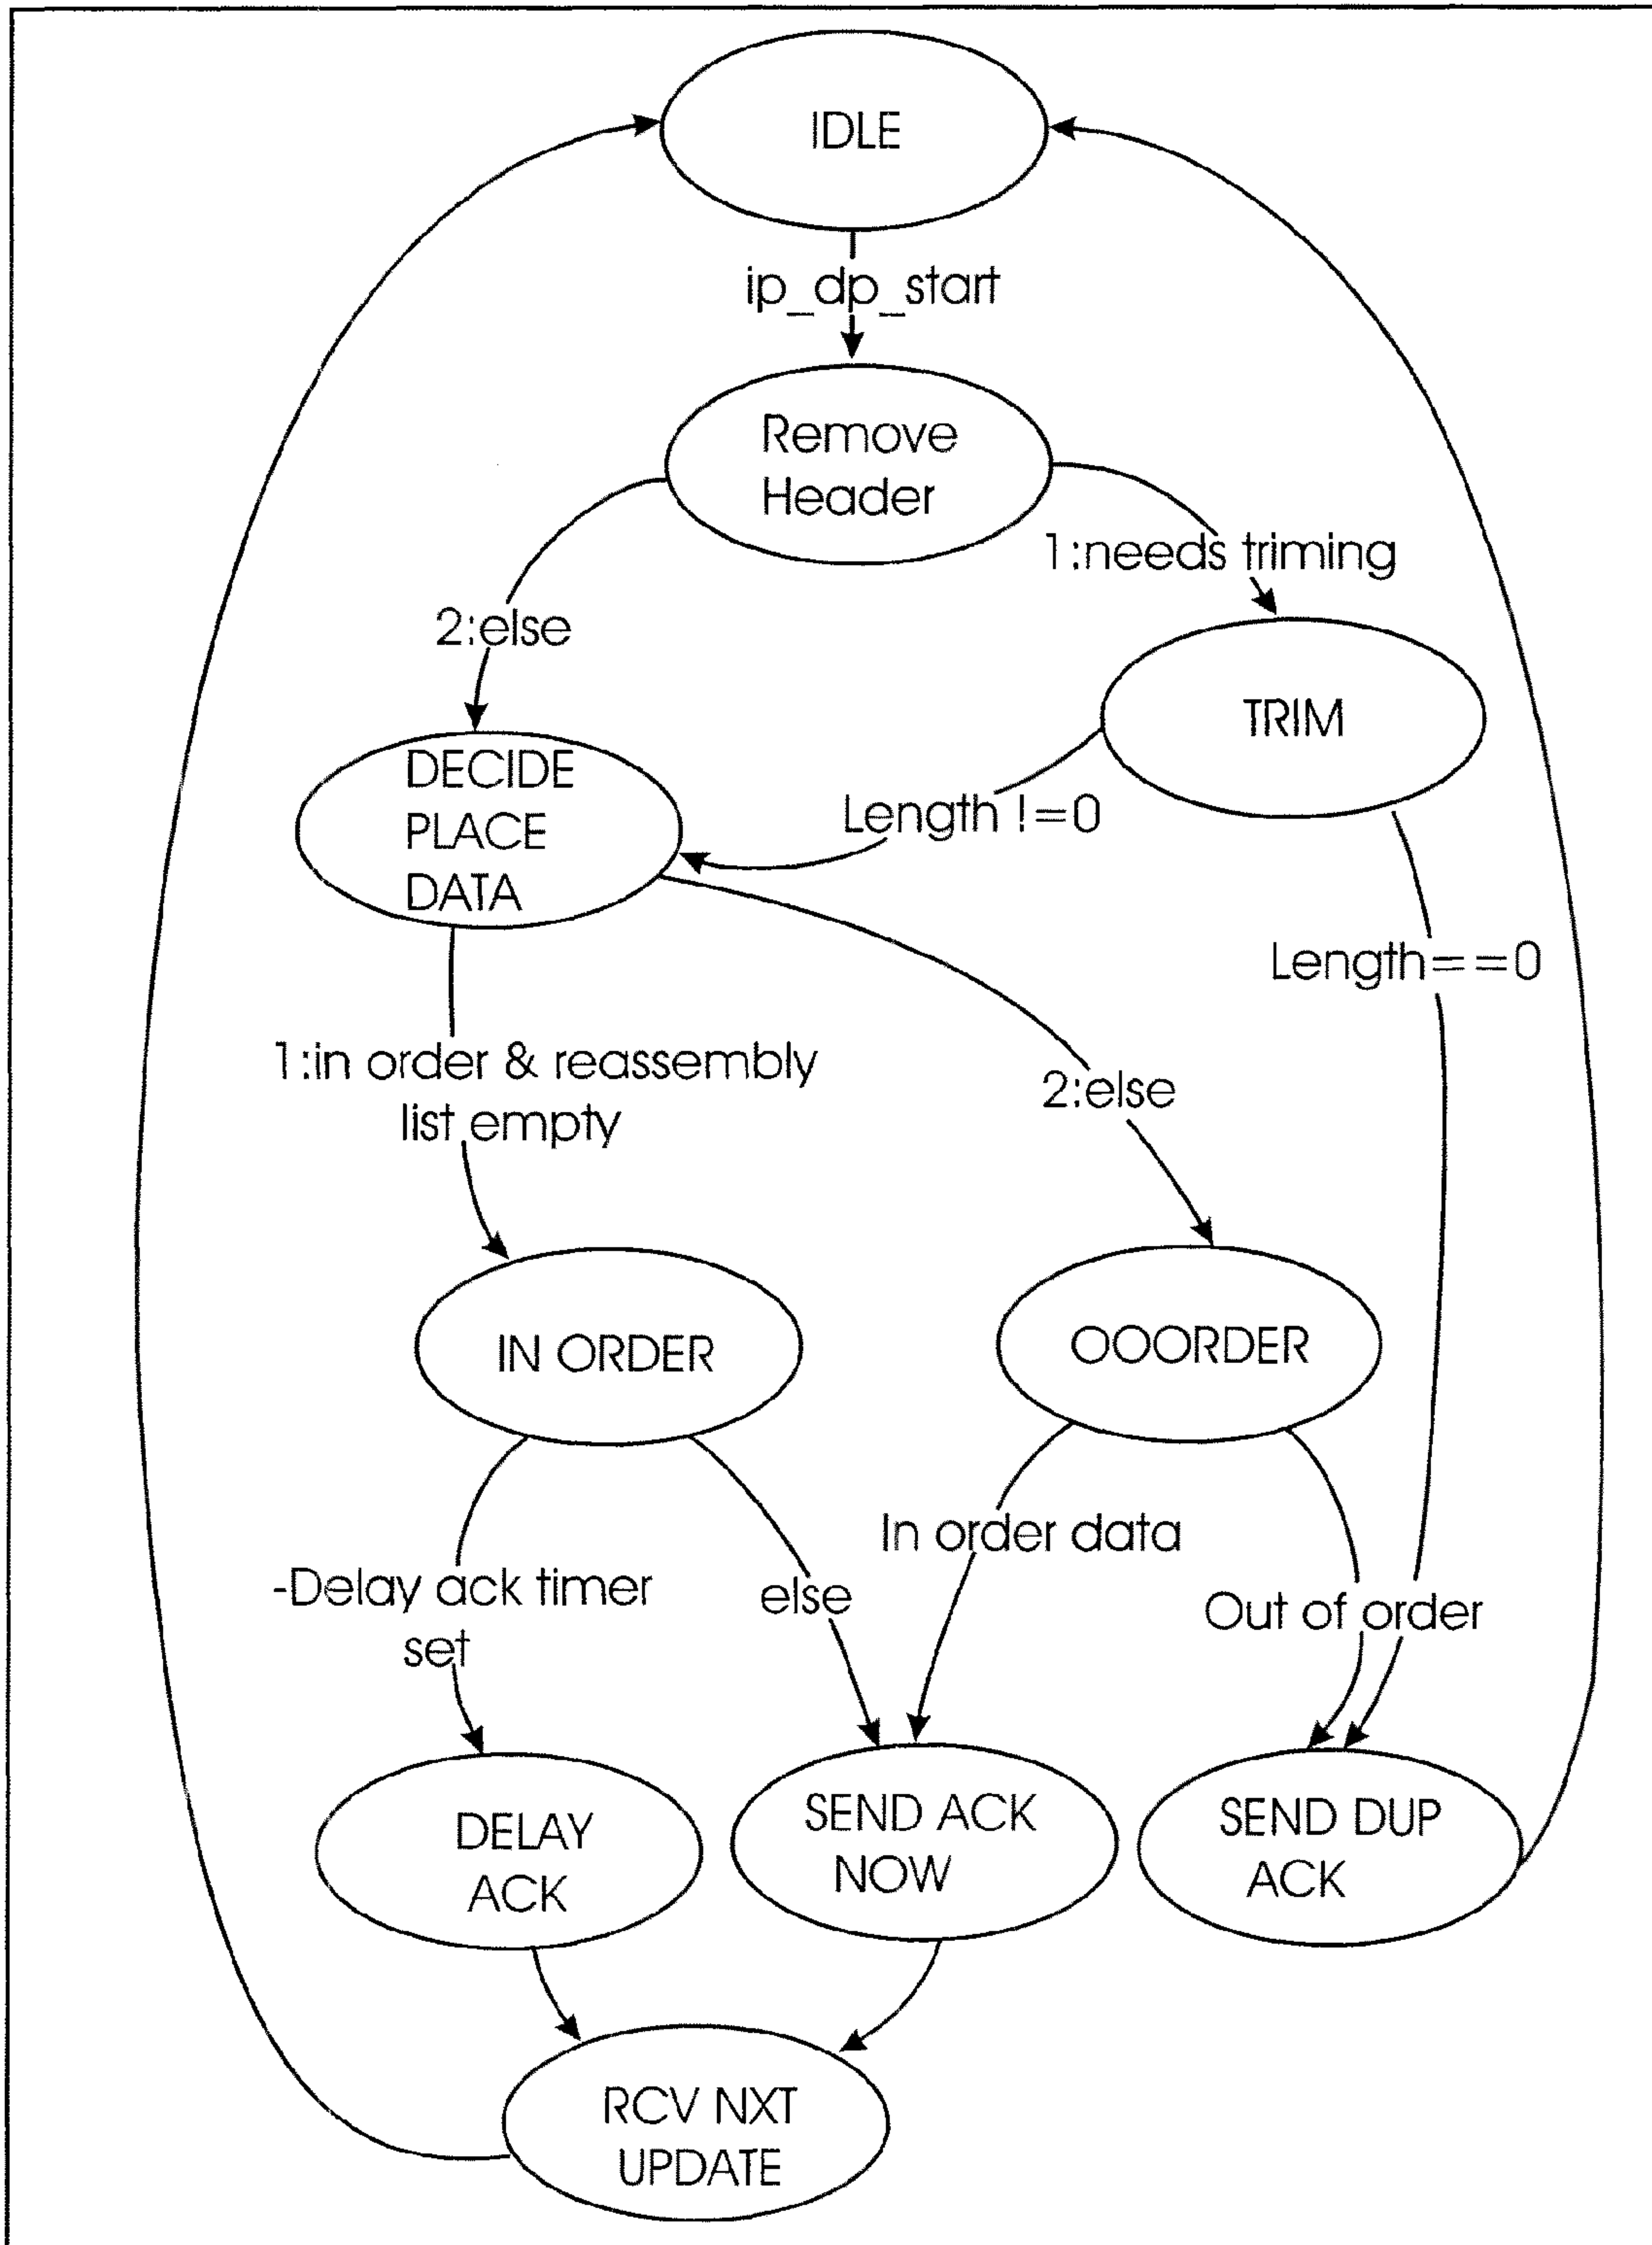 IDLE
ip_dp_start
Remove
Header
1:needs triming
2:else
TRIM
DECIDE
PLACE
DATA
Length !=0
Length==0
1:in order & reassembly
list empty
2:else
IN ORDER
OOORDER
In order data
-Delay ack timer
set
else
Out of order
DELAY
ACK
SEND ACK
NOW
SEND DUP
ACK
RCV NXT
UPDATE